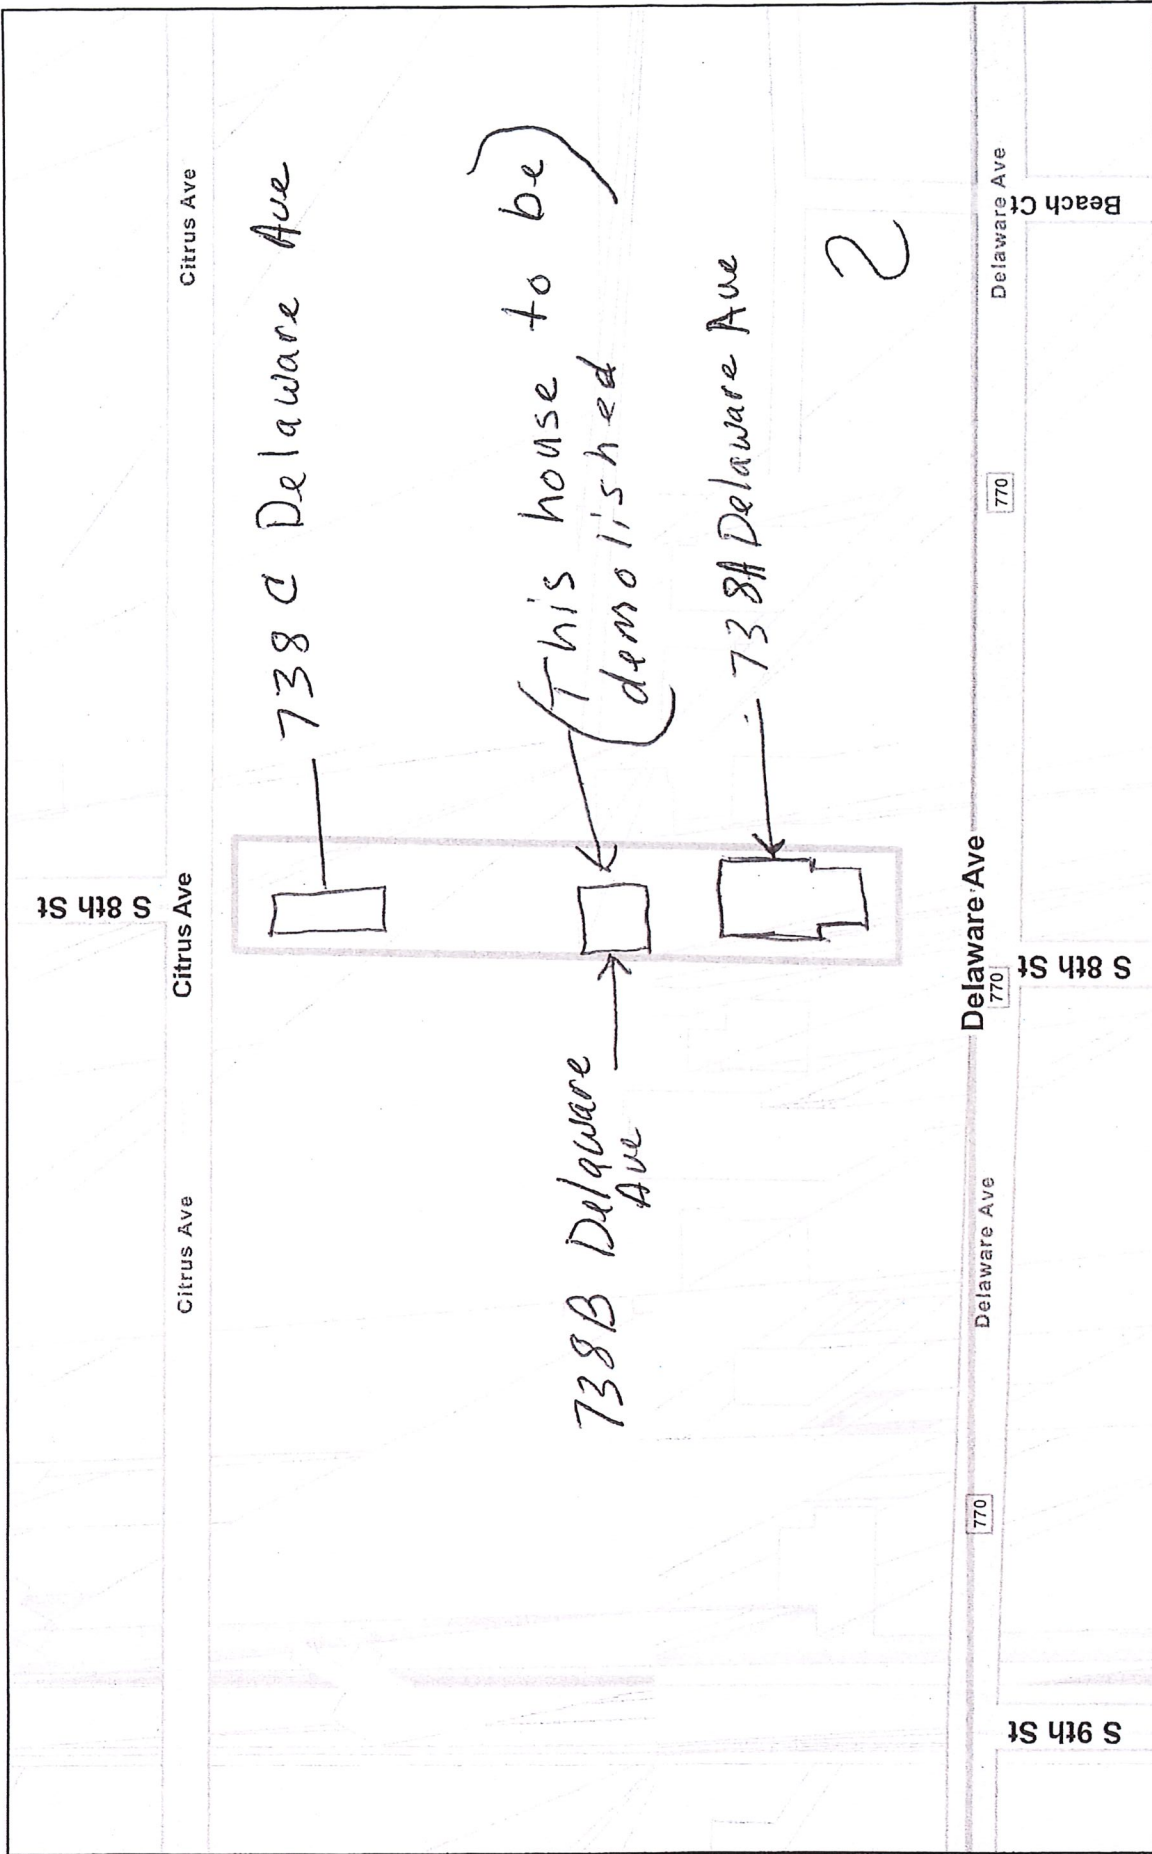 S 8th St
Citrus Ave
Citrus Ave
Citrus Ave
738 C Delaware Ave
738B Delaware
Ave
(This house to be)
demolished
738A Delaware Ave
2
Delaware Ave
Delaware Ave
Delaware Ave
770
770
770
S 9th St
S 8th St
Beach Ct